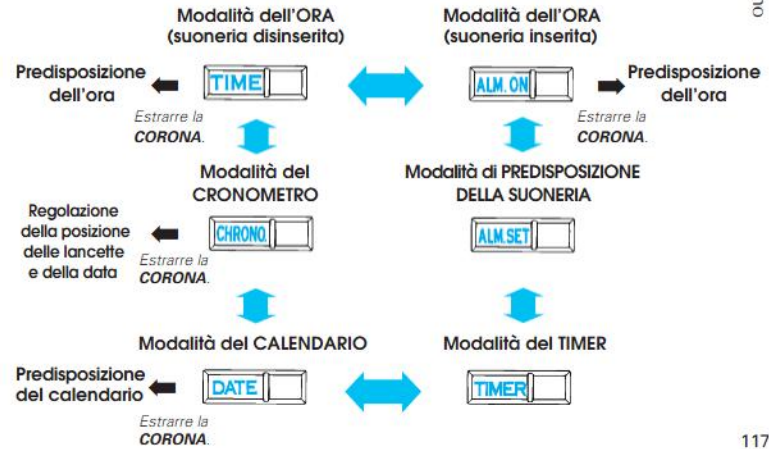 Modalità dell'ORA
(suoneria disinserita)
Modalità dell'ORA
(suoneria inserita)
Predisposizione
dell'ora
TIME
ALM. ON
Predisposizione
dell'ora
Estrarre la
CORONA.
Estrarre la
CORONA.
Modalità del
CRONOMETRO
Modalità di PREDISPOSIZIONE
DELLA SUONERIA
Regolazione
della posizione
delle lancette
e della data
CHRONO.
ALM.SET
Estrarre la
CORONA.
Modalità del CALENDARIO
Modalità del TIMER
Predisposizione
del calendario
DATE
TIMER
Estrarre la
CORONA.
117